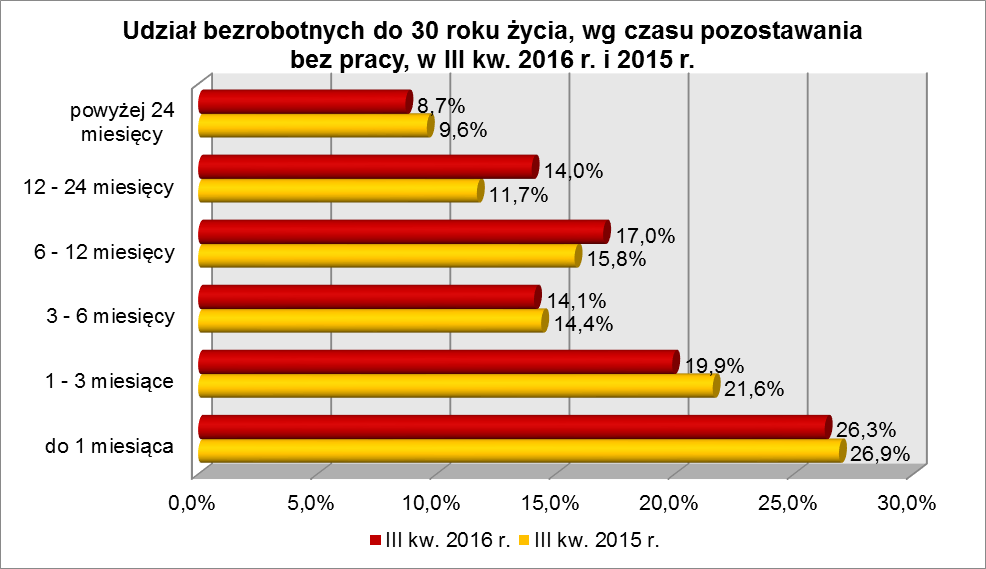 Udział bezrobotnych do 30 roku życia, wg czasu pozostawania
bez pracy, w III kw. 2016 r. i 2015 r.
powyżej 24
miesięcy
8,7%
9,6%
12 - 24 miesięcy
14,0%
11,7%
6 - 12 miesięcy
17,0%
15,8%
3 - 6 miesięcy
14,1%
14,4%
1 - 3 miesiące
19,9%
21,6%
do 1 miesiąca
26,3%
26,9%
0,0% 5,0% 10,0% 15,0% 20,0% 25,0% 30,0%
III kw. 2016 r. III kw. 2015 r.